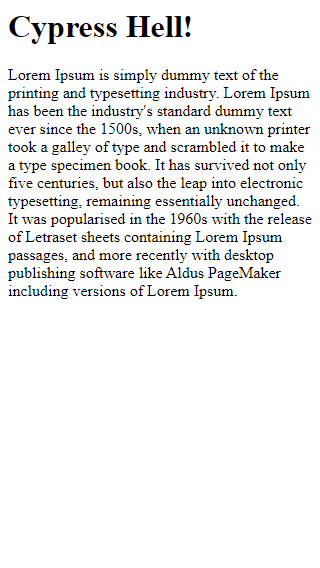 Cypress Hell!
Lorem Ipsum is simply dummy text of the
printing and typesetting industry. Lorem Ipsum
has been the industry's standard dummy text
ever since the 1500s, when an unknown printer
took a galley of type and scrambled it to make
a type specimen book. It has survived not only
five centuries, but also the leap into electronic
typesetting, remaining essentially unchanged.
It was popularised in the 1960s with the release
of Letraset sheets containing Lorem Ipsum
passages, and more recently with desktop
publishing software like Aldus PageMaker
including versions of Lorem Ipsum.